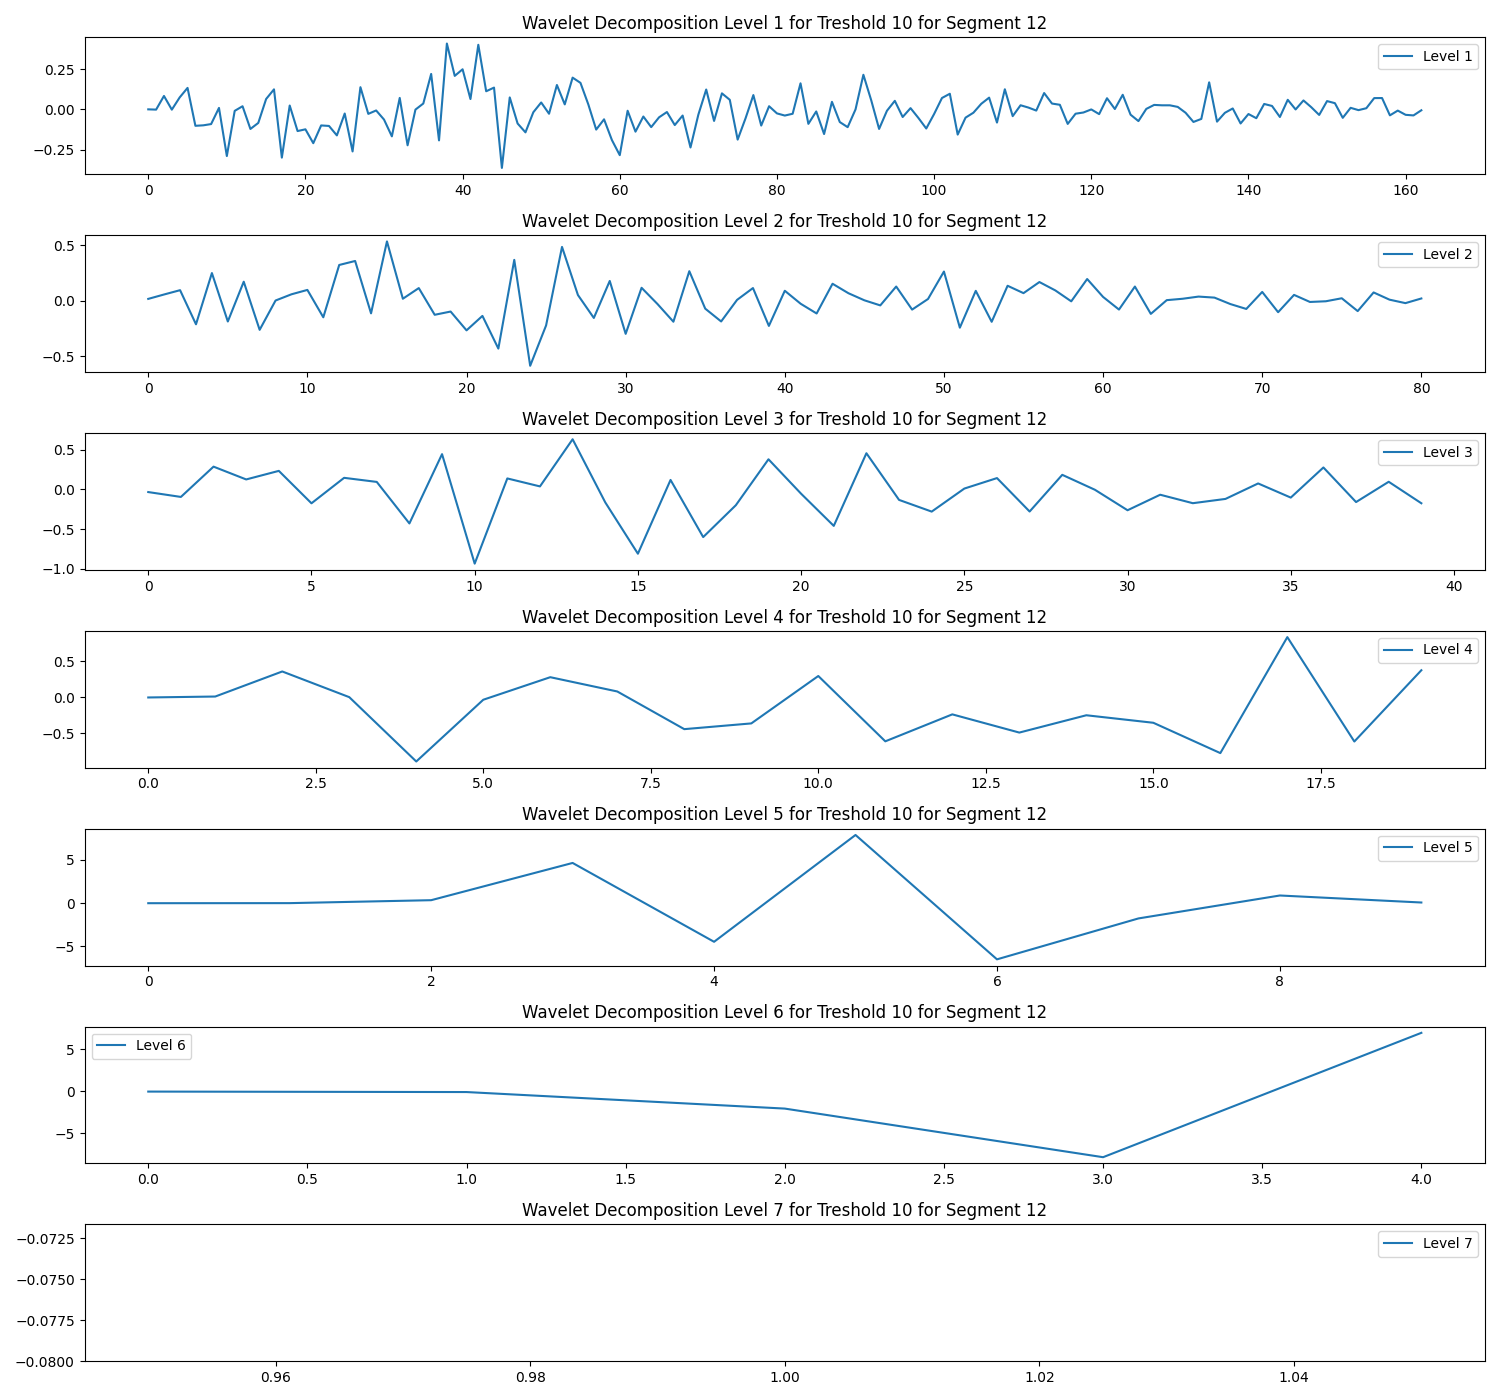 Wavelet Decomposition Level 1 for Treshold 10 for Segment 12
Level 1
0.25
0.00
−0.25
0 20 40 60 80 100 120 140 160
Wavelet Decomposition Level 2 for Treshold 10 for Segment 12
Level 2
0.5
0.0
−0.5
0 10 20 30 40 50 60 70 80
Wavelet Decomposition Level 3 for Treshold 10 for Segment 12
Level 3
0.5
0.0
−0.5
−1.0
0 5 10 15 20 25 30 35 40
Wavelet Decomposition Level 4 for Treshold 10 for Segment 12
Level 4
0.5
0.0
−0.5
0.0 2.5 5.0 7.5 10.0 12.5 15.0 17.5
Wavelet Decomposition Level 5 for Treshold 10 for Segment 12
Level 5
5
0
−5
0 2 4 6 8
Wavelet Decomposition Level 6 for Treshold 10 for Segment 12
Level 6
5
0
−5
0.0 0.5 1.0 1.5 2.0 2.5 3.0 3.5 4.0
Wavelet Decomposition Level 7 for Treshold 10 for Segment 12
Level 7
−0.0725
−0.0750
−0.0775
−0.0800
0.96 0.98 1.00 1.02 1.04